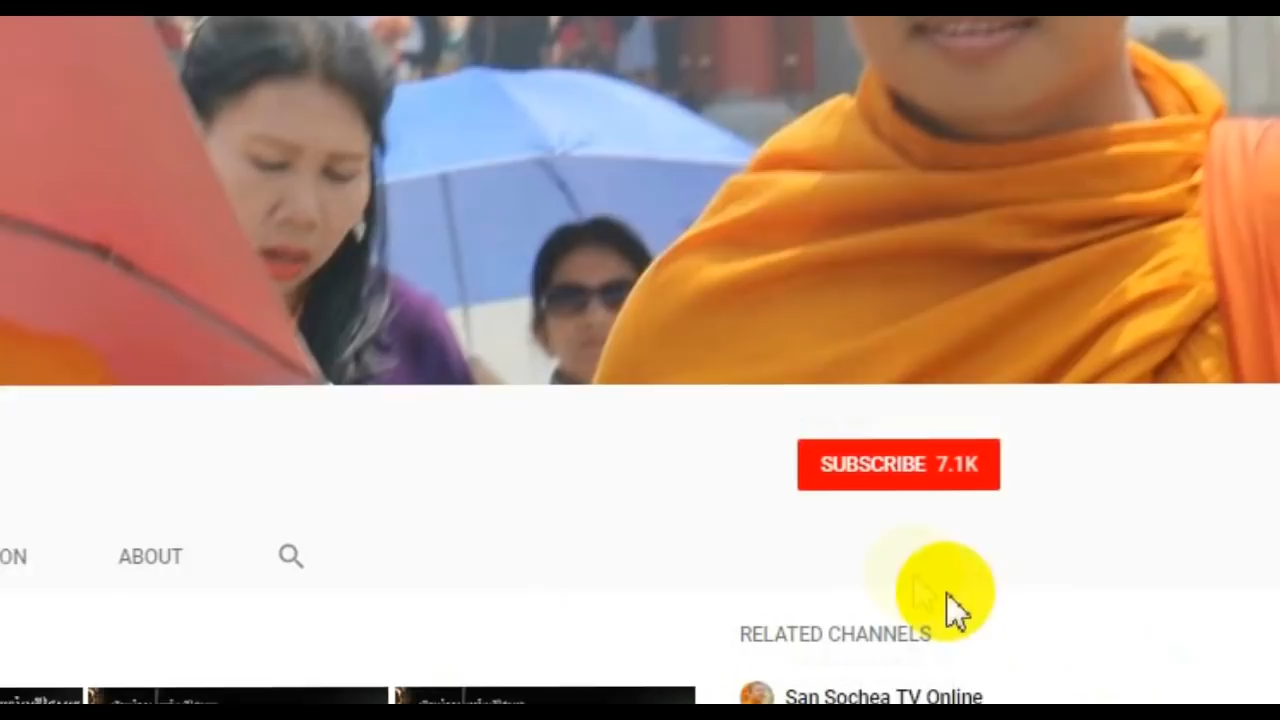 SUBSCRIBE 7.1K
ON
ABOUT
RELATED CHANNELS
San Sochea TV Online